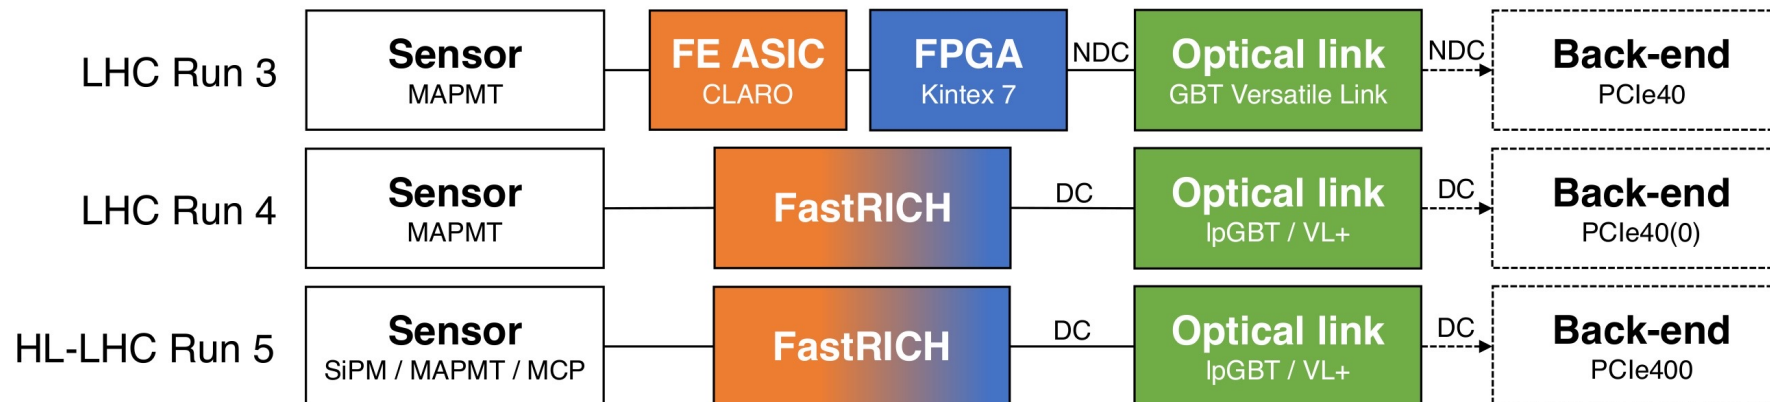 LHC Run 3
Sensor
MAPMT
FE ASIC
CLARO
FPGA
Kintex 7
NDC
Optical link
GBT Versatile Link
NDC
Back-end
PCIe40
LHC Run 4
Sensor
MAPMT
FastRICH
DC
Optical link
lpGBT / VL+
DC
Back-end
PCIe40(0)
HL-LHC Run 5
Sensor
SiPM / MAPMT / MCP
FastRICH
DC
Optical link
lpGBT / VL+
DC
Back-end
PCIe400